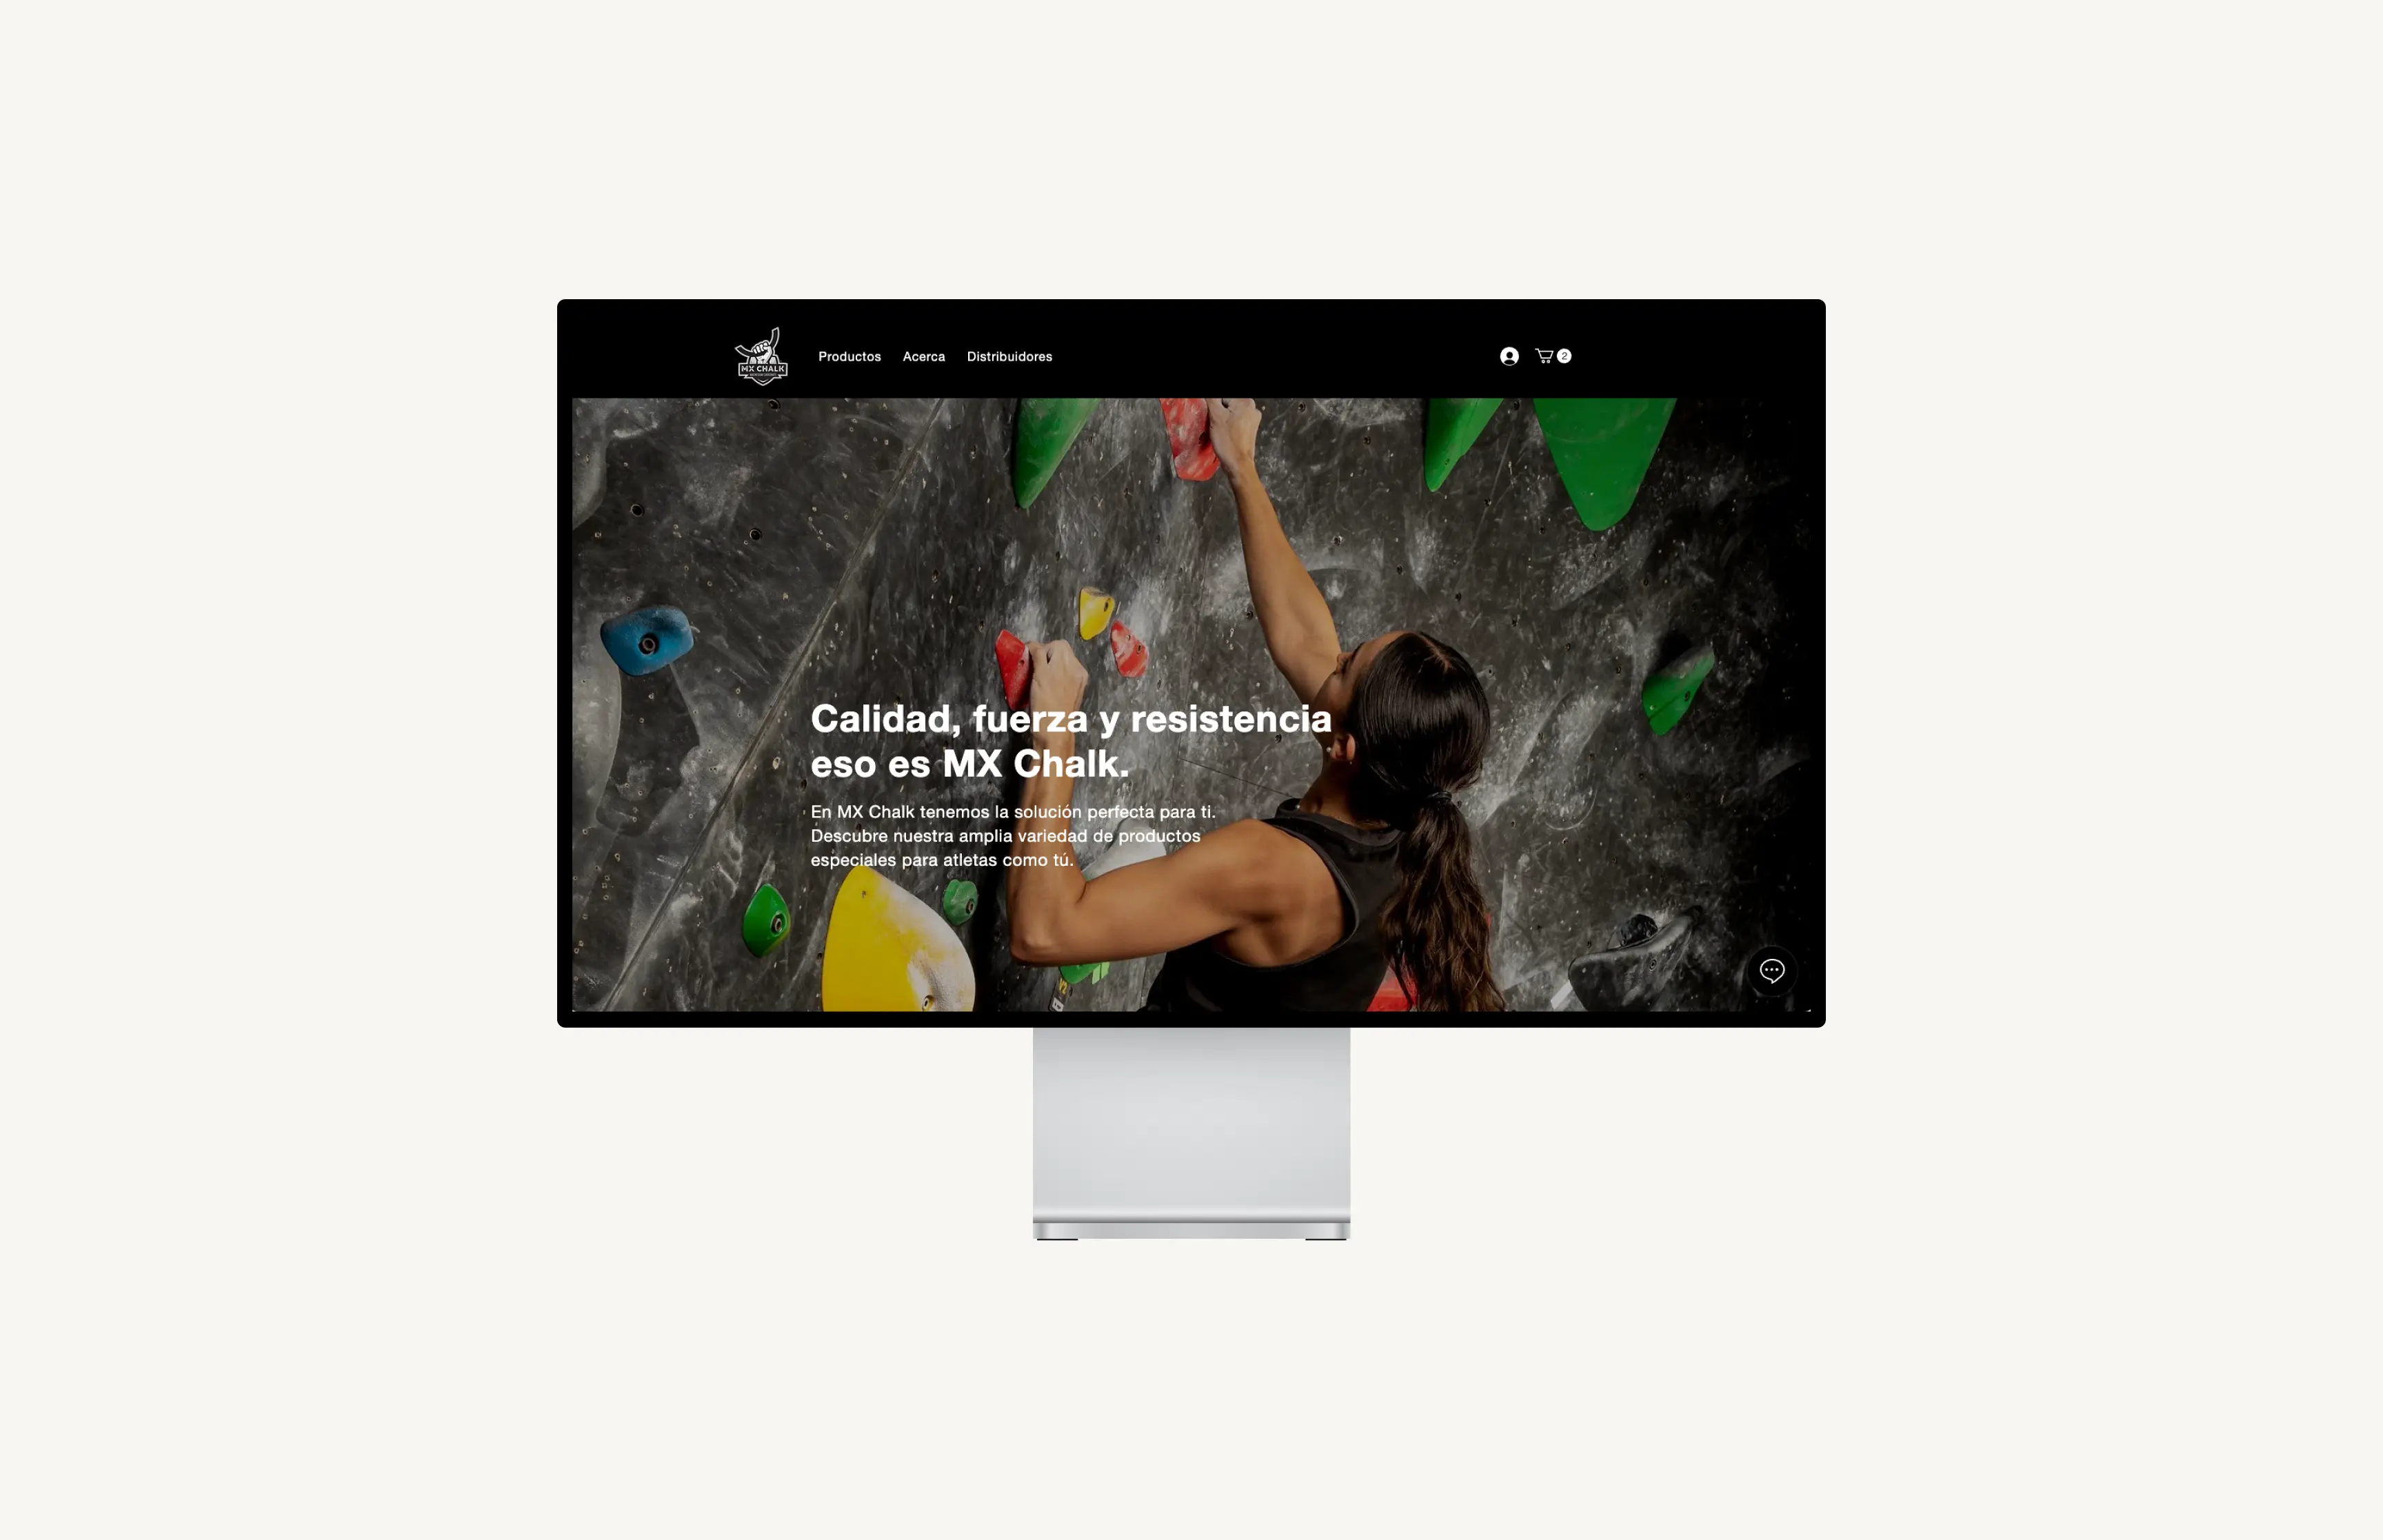 MX CHALK
Productos Acerca Distribuidores
2
Calidad, fuerza y resistencia
eso es MX Chalk.
En MX Chalk tenemos la solución perfecta para ti.
Descubre nuestra amplia variedad de productos
especiales para atletas como tú.